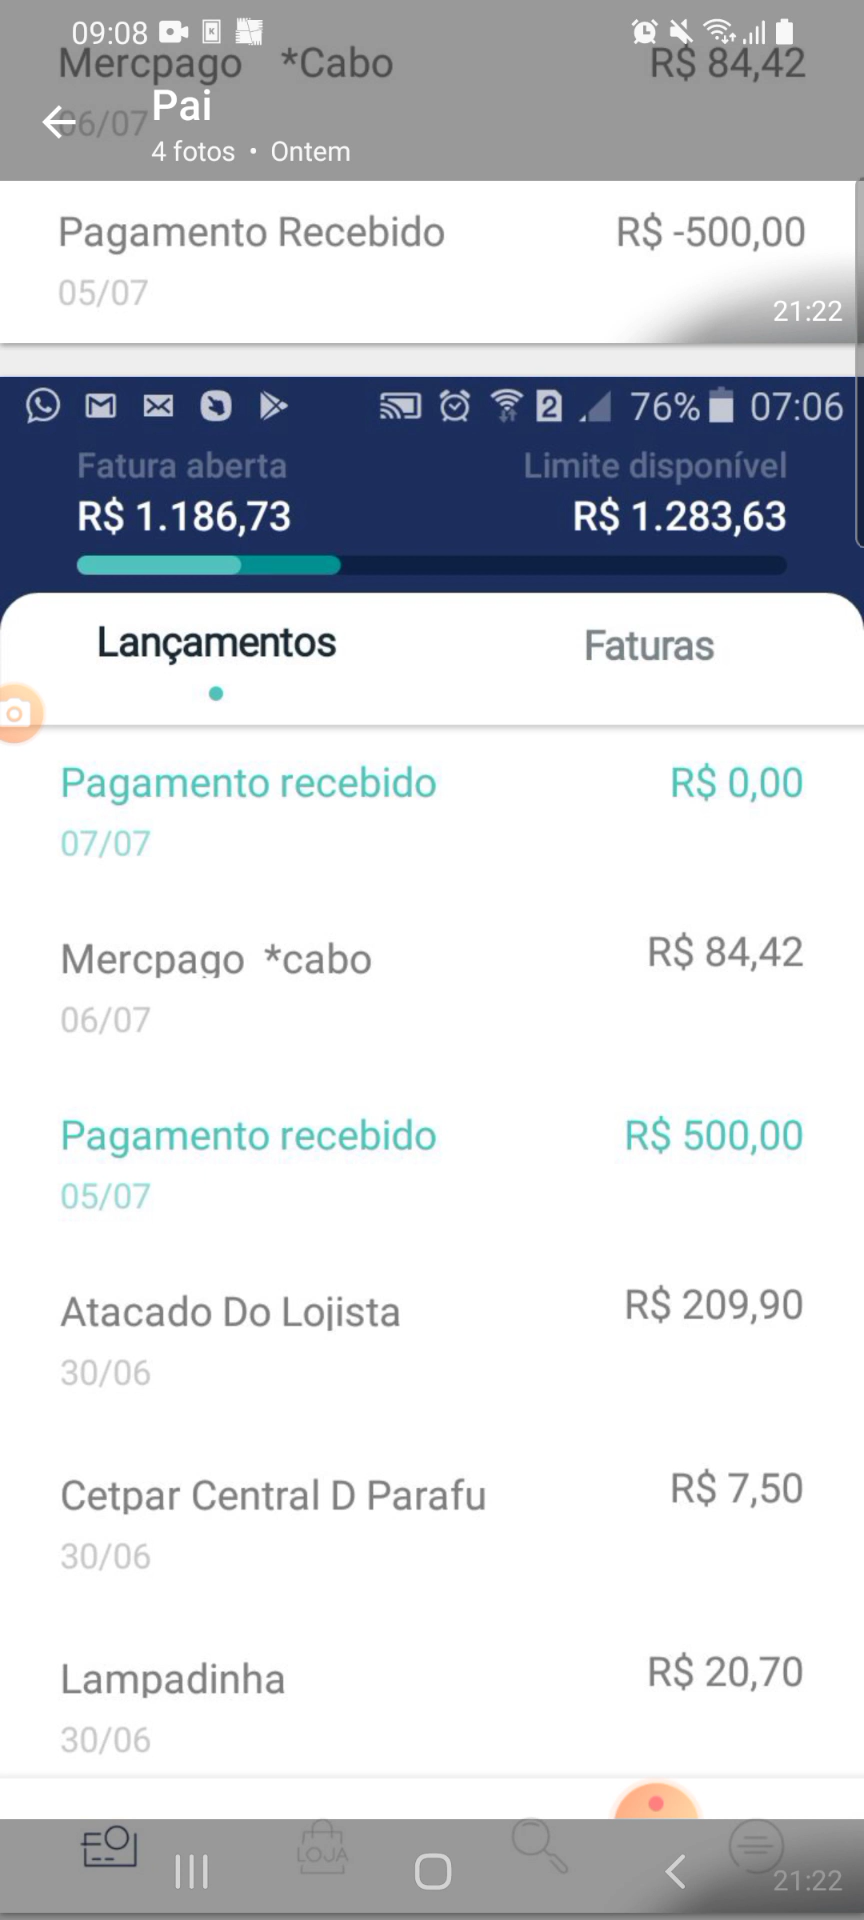 09:08
Mercpago *Cabo R$ 84,42
06/07
Pai
4 fotos • Ontem
Pagamento Recebido R$ -500,00
05/07
21:22
2 76% 07:06
Fatura aberta Limite disponível
R$ 1.186,73 R$ 1.283,63
Lançamentos Faturas
Pagamento recebido R$ 0,00
07/07
Mercpago *cabo R$ 84,42
06/07
Pagamento recebido R$ 500,00
05/07
Atacado Do Lojista R$ 209,90
30/06
Cetpar Central D Parafu R$ 7,50
30/06
Lampadinha R$ 20,70
30/06
LOJA
21:22